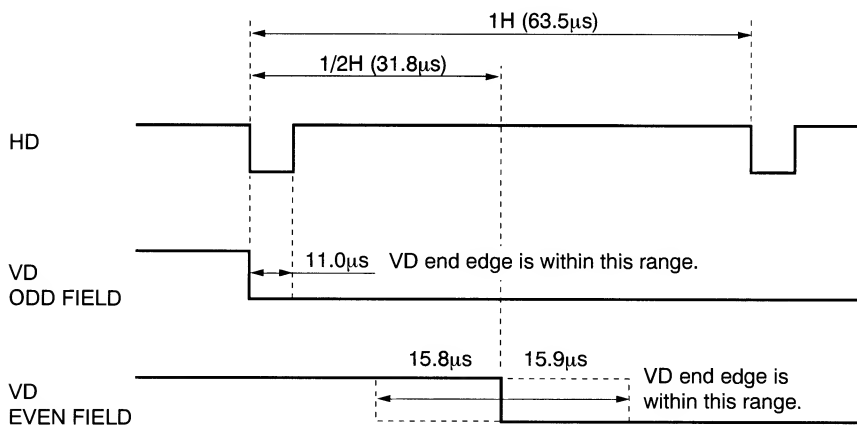 1H (63.5μs)
1/2H (31.8μs)
HD
11.0μs
VD end edge is within this range.
VD
ODD FIELD
15.8μs
15.9μs
VD end edge is
within this range.
VD
EVEN FIELD